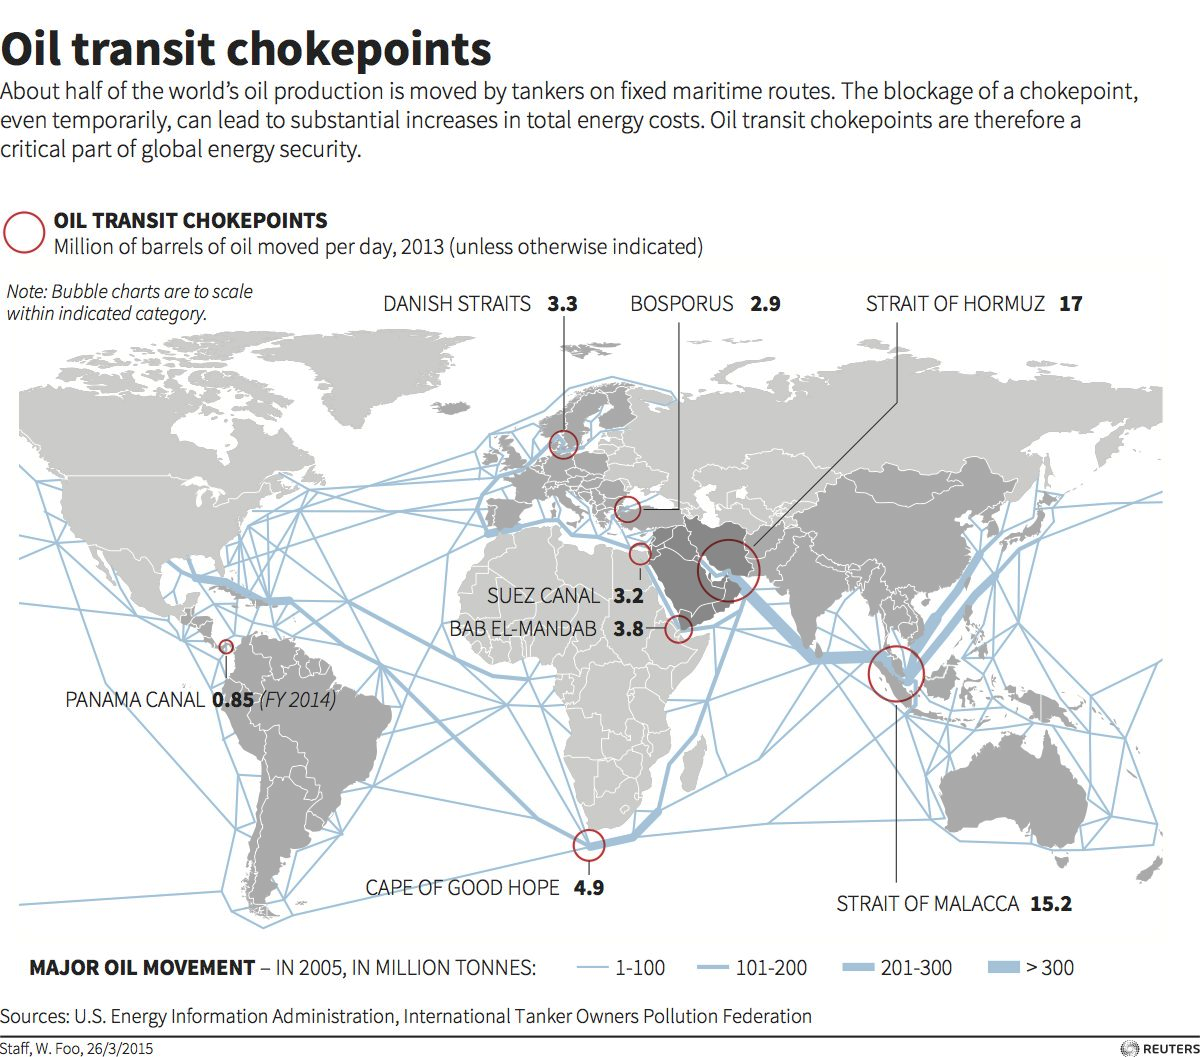 Oil transit chokepoints
About half of the world's oil production is moved by tankers on fixed maritime routes. The blockage of a chokepoint,
even temporarily, can lead to substantial increases in total energy costs. Oil transit chokepoints are therefore a
critical part of global energy security.
OIL TRANSIT CHOKEPOINTS
Million of barrels of oil moved per day, 2013 (unless otherwise indicated)
Note: Bubble charts are to scale
within indicated category.
DANISH STRAITS 3.3
BOSPORUS 2.9
STRAIT OF HORMUZ 17
SUEZ CANAL 3.2
BAB EL-MANDAB 3.8
PANAMA CANAL 0.85 (FY 2014)
CAPE OF GOOD HOPE 4.9
STRAIT OF MALACCA 15.2
MAJOR OIL MOVEMENT – IN 2005, IN MILLION TONNES: 1-100 101-200 201-300 > 300
Sources: U.S. Energy Information Administration, International Tanker Owners Pollution Federation
Staff, W. Foo, 26/3/2015
REUTERS